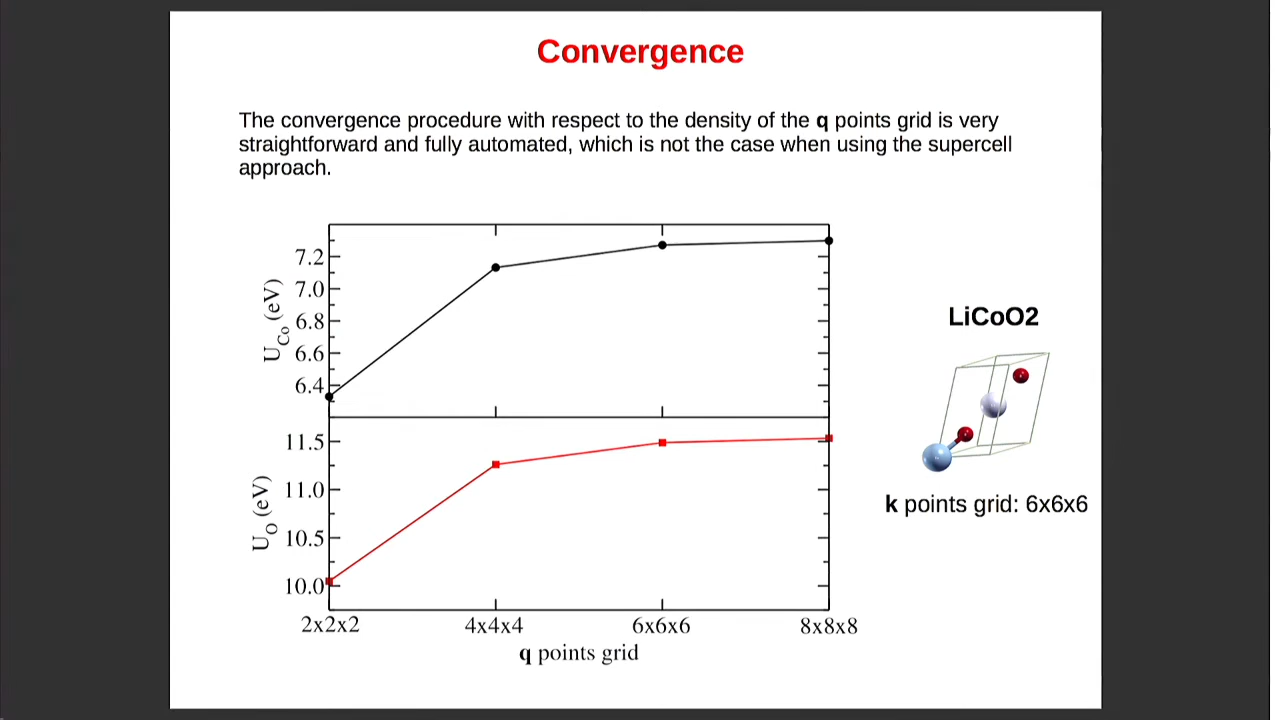 Convergence
The convergence procedure with respect to the density of the q points grid is very
straightforward and fully automated, which is not the case when using the supercell
approach.
7.2
7.0
6.8
6.6
6.4
U_Co (eV)
11.5
11.0
10.5
10.0
U_O (eV)
2x2x2 4x4x4 6x6x6 8x8x8
q points grid
LiCoO2
k points grid: 6x6x6